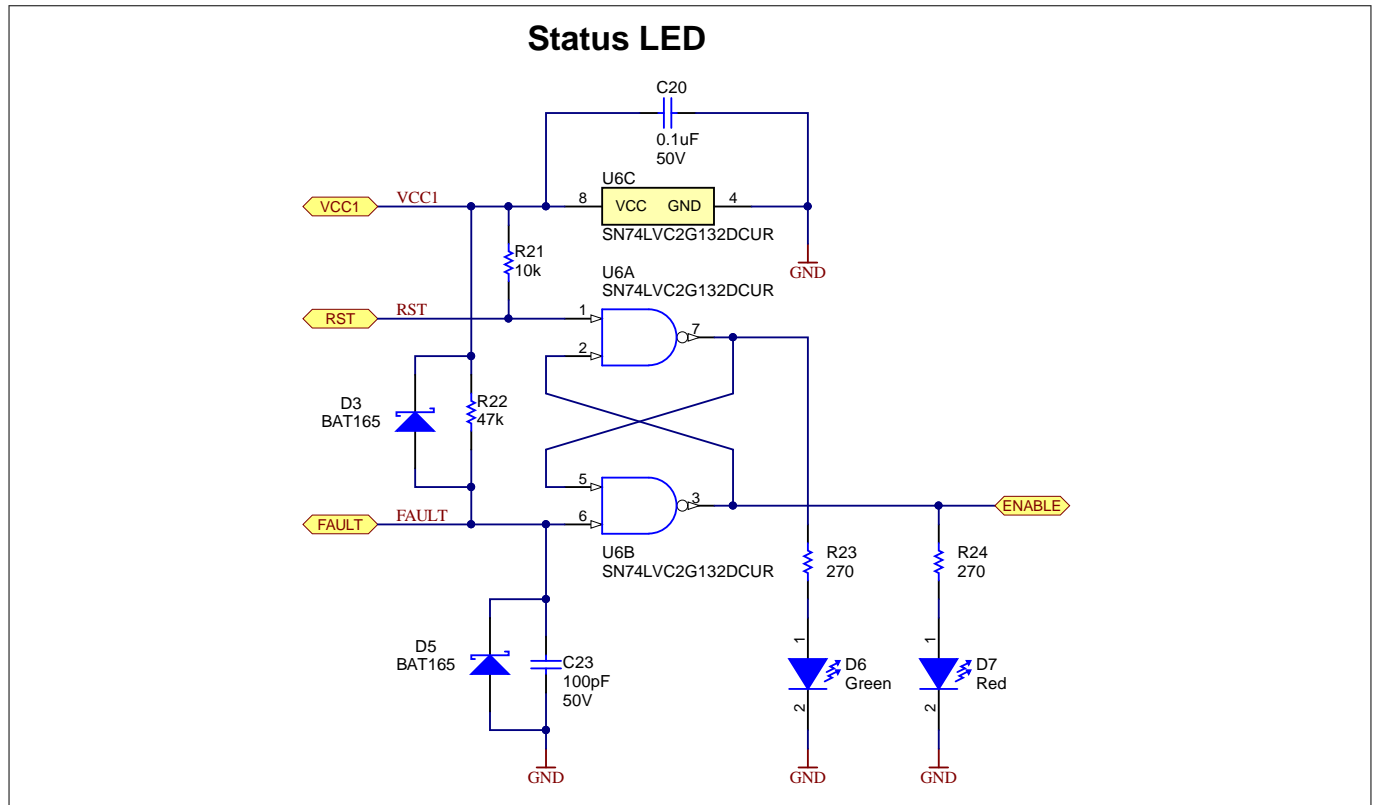 Status LED
C20
0.1uF
50V
U6C
VCC1
VCC1
8
VCC
GND
4
SN74LVC2G132DCUR
R21
10k
GND
U6A
SN74LVC2G132DCUR
RST
RST
1
7
2
D3
BAT165
R22
47k
5
3
ENABLE
FAULT
FAULT
6
U6B
SN74LVC2G132DCUR
R23
270
R24
270
D5
BAT165
C23
100pF
50V
1
D6
Green
2
1
D7
Red
2
GND
GND
GND